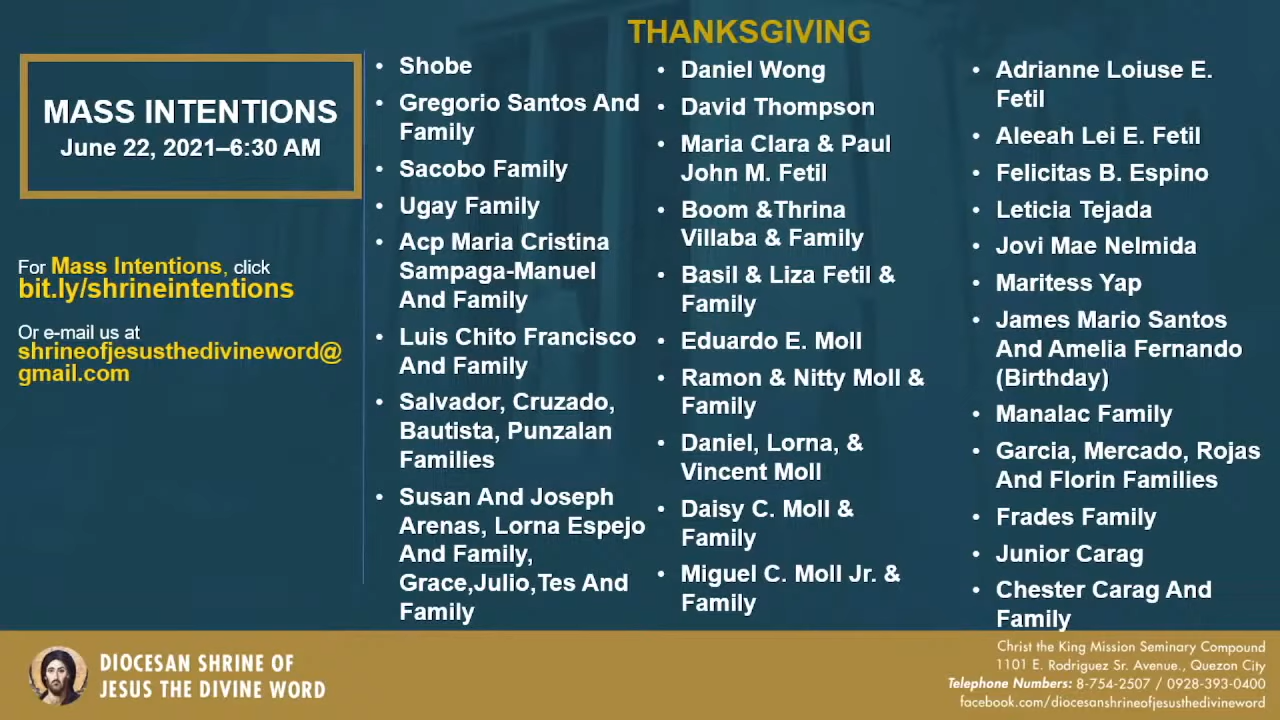 THANKSGIVING
MASS INTENTIONS
June 22, 2021–6:30 AM
For Mass Intentions, click
bit.ly/shrineintentions
Or e-mail us at
shrineofjesusthedivineword@
gmail.com
• Shobe
• Gregorio Santos And
Family
• Sacobo Family
• Ugay Family
• Acp Maria Cristina
Sampaga-Manuel
And Family
• Luis Chito Francisco
And Family
• Salvador, Cruzado,
Bautista, Punzalan
Families
• Susan And Joseph
Arenas, Lorna Espejo
And Family,
Grace,Julio,Tes And
Family
• Daniel Wong
• David Thompson
• Maria Clara & Paul
John M. Fetil
• Boom &Thrina
Villaba & Family
• Basil & Liza Fetil &
Family
• Eduardo E. Moll
• Ramon & Nitty Moll &
Family
• Daniel, Lorna, &
Vincent Moll
• Daisy C. Moll &
Family
• Miguel C. Moll Jr. &
Family
• Adrianne Loiuse E.
Fetil
• Aleeah Lei E. Fetil
• Felicitas B. Espino
• Leticia Tejada
• Jovi Mae Nelmida
• Maritess Yap
• James Mario Santos
And Amelia Fernando
(Birthday)
• Manalac Family
• Garcia, Mercado, Rojas
And Florin Families
• Frades Family
• Junior Carag
• Chester Carag And
Family
DIOCESAN SHRINE OF
JESUS THE DIVINE WORD
Christ the King Mission Seminary Compound
1101 E. Rodriguez Sr. Avenue., Quezon City
Telephone Numbers: 8-754-2507 / 0928-393-0400
facebook.com/diocesanshrineofjesusthedivineword